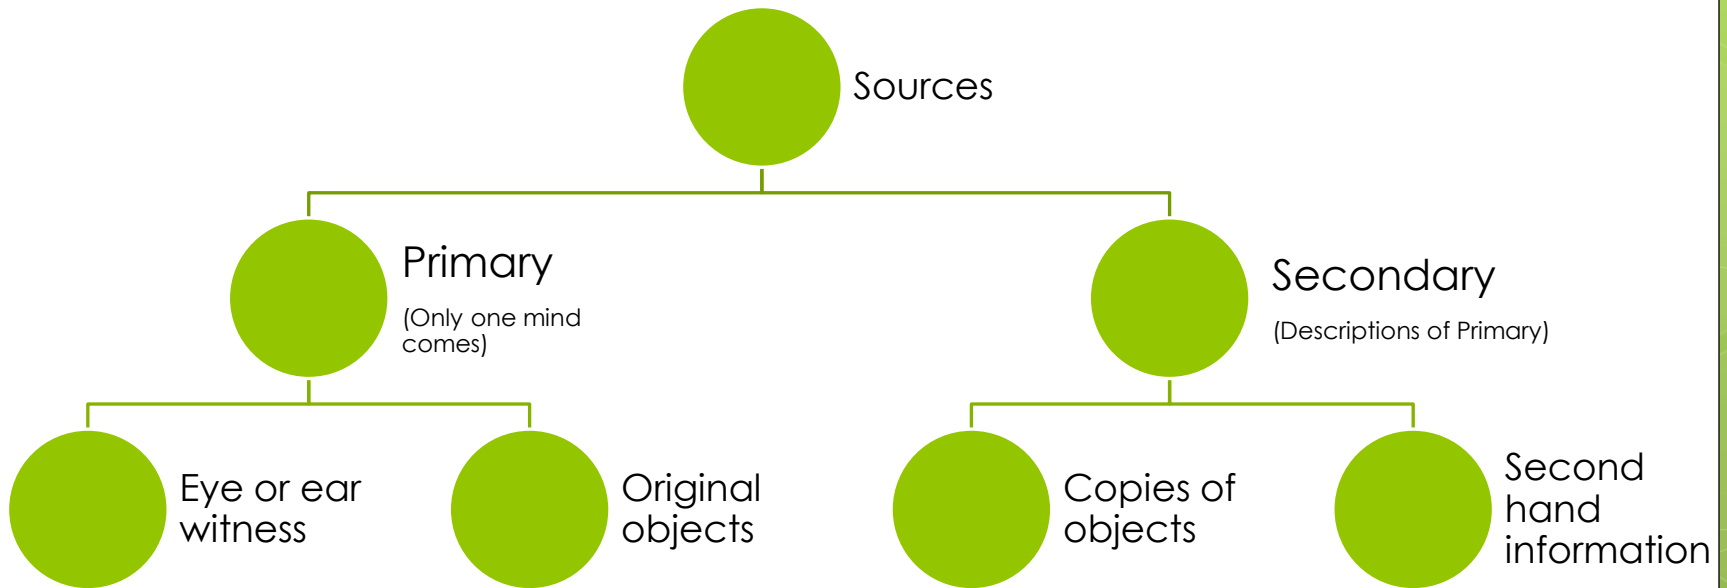 Sources
Primary
(Only one mind
comes)
Secondary
(Descriptions of Primary)
Eye or ear
witness
Original
objects
Copies of
objects
Second
hand
information